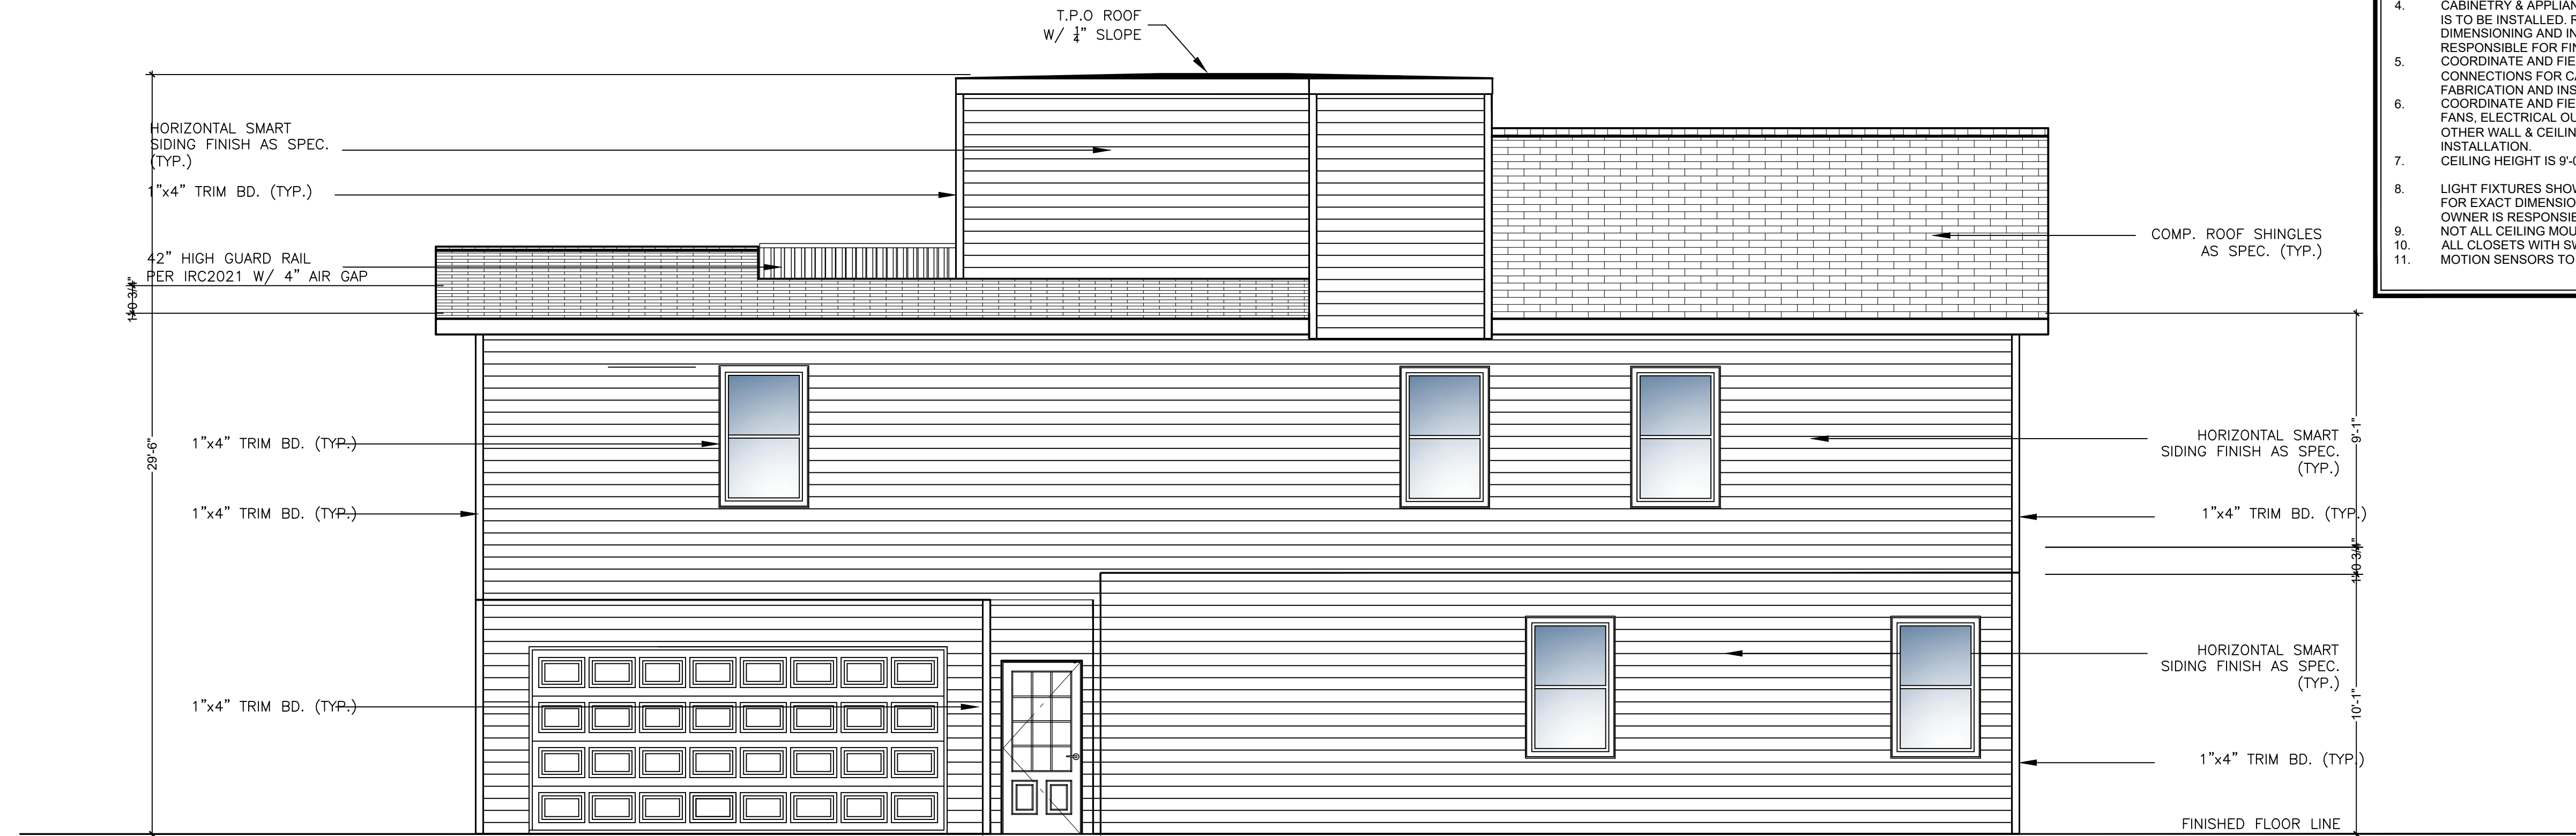 T.P.O ROOF
W/ 1/4" SLOPE
HORIZONTAL SMART
SIDING FINISH AS SPEC.
(TYP.)
1"x4" TRIM BD. (TYP.)
42" HIGH GUARD RAIL
PER IRC2021 W/ 4" AIR GAP
29'-6"
1"x4" TRIM BD. (TYP.)
1"x4" TRIM BD. (TYP.)
1"x4" TRIM BD. (TYP.)
4. CABINETRY & APPLIAN
IS TO BE INSTALLED. R
DIMENSIONING AND IN
RESPONSIBLE FOR FIN
5. COORDINATE AND FIE
CONNECTIONS FOR CA
FABRICATION AND INS
6. COORDINATE AND FIE
FANS, ELECTRICAL OU
OTHER WALL & CEILIN
INSTALLATION.
7. CEILING HEIGHT IS 9'-0
8. LIGHT FIXTURES SHOW
FOR EXACT DIMENSIO
OWNER IS RESPONSIB
9. NOT ALL CEILING MOU
10. ALL CLOSETS WITH SW
11. MOTION SENSORS TO
COMP. ROOF SHINGLES
AS SPEC. (TYP.)
9'-1"
HORIZONTAL SMART
SIDING FINISH AS SPEC.
(TYP.)
1"x4" TRIM BD. (TYP.)
HORIZONTAL SMART
SIDING FINISH AS SPEC.
(TYP.)
10'-1"
1"x4" TRIM BD. (TYP.)
FINISHED FLOOR LINE